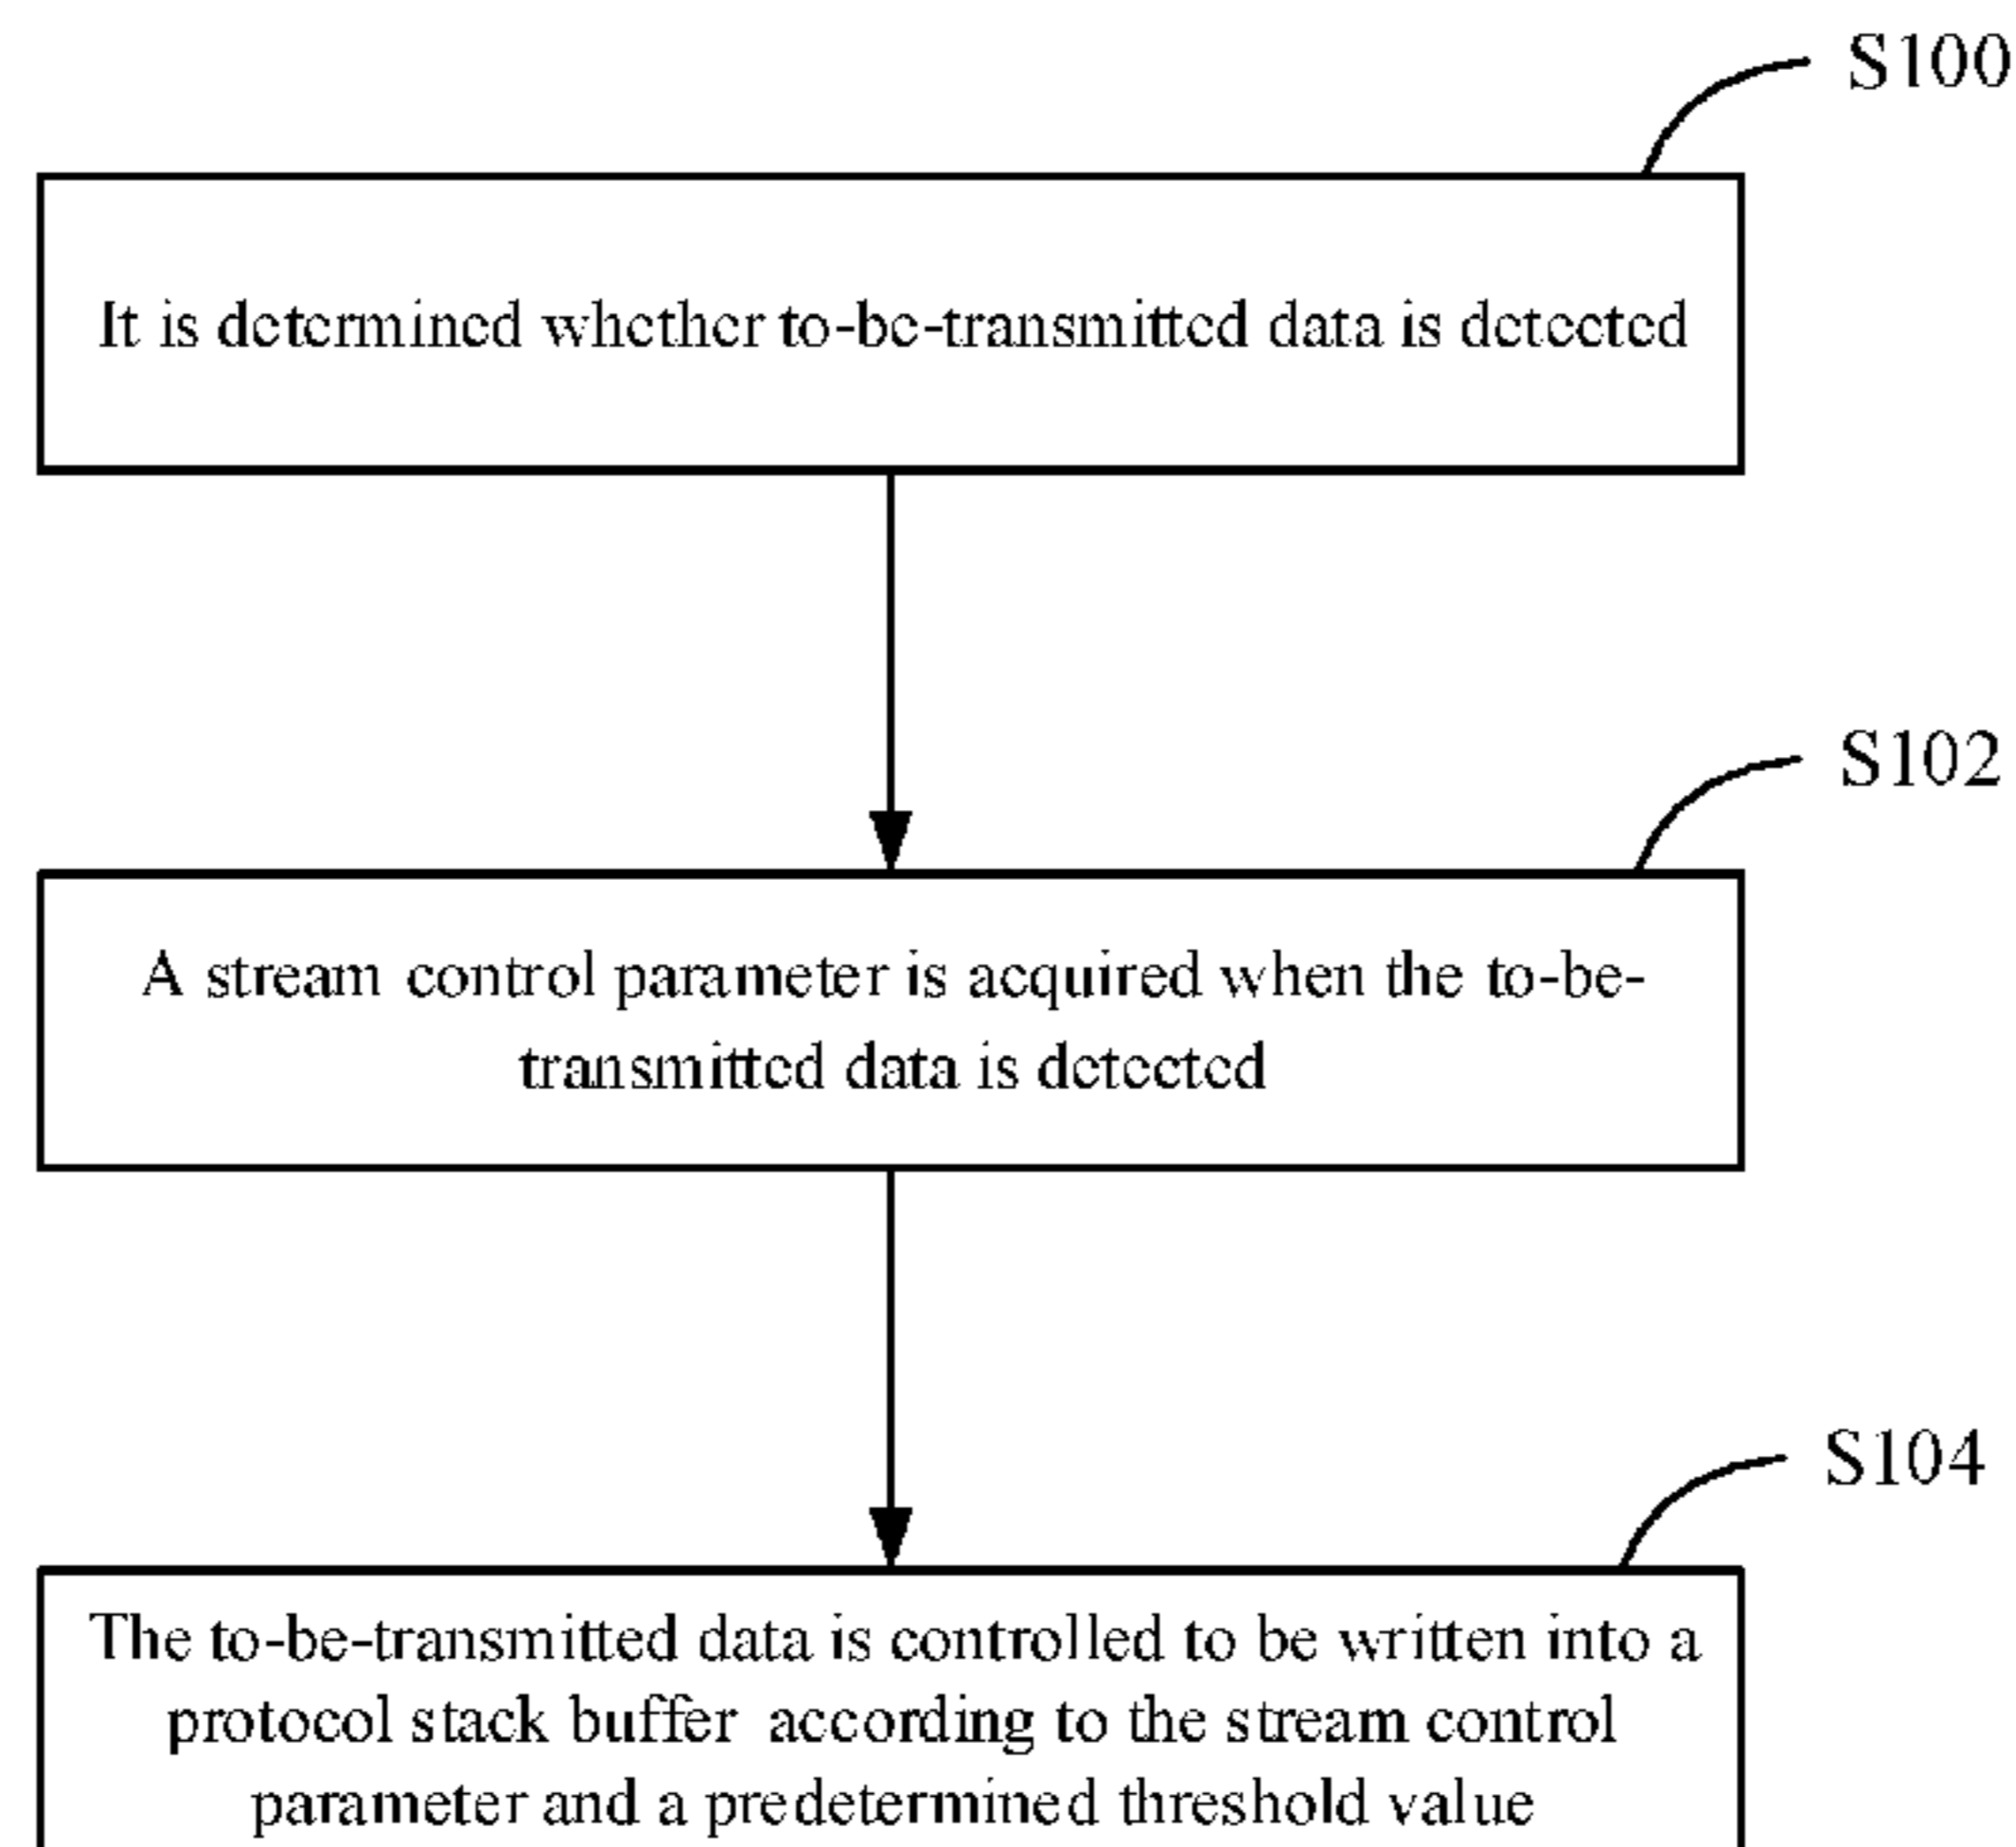 S100
It is determined whether to-be-transmitted data is detected
S102
A stream control parameter is acquired when the to-be-
transmitted data is detected
S104
The to-be-transmitted data is controlled to be written into a
protocol stack buffer according to the stream control
parameter and a predetermined threshold value